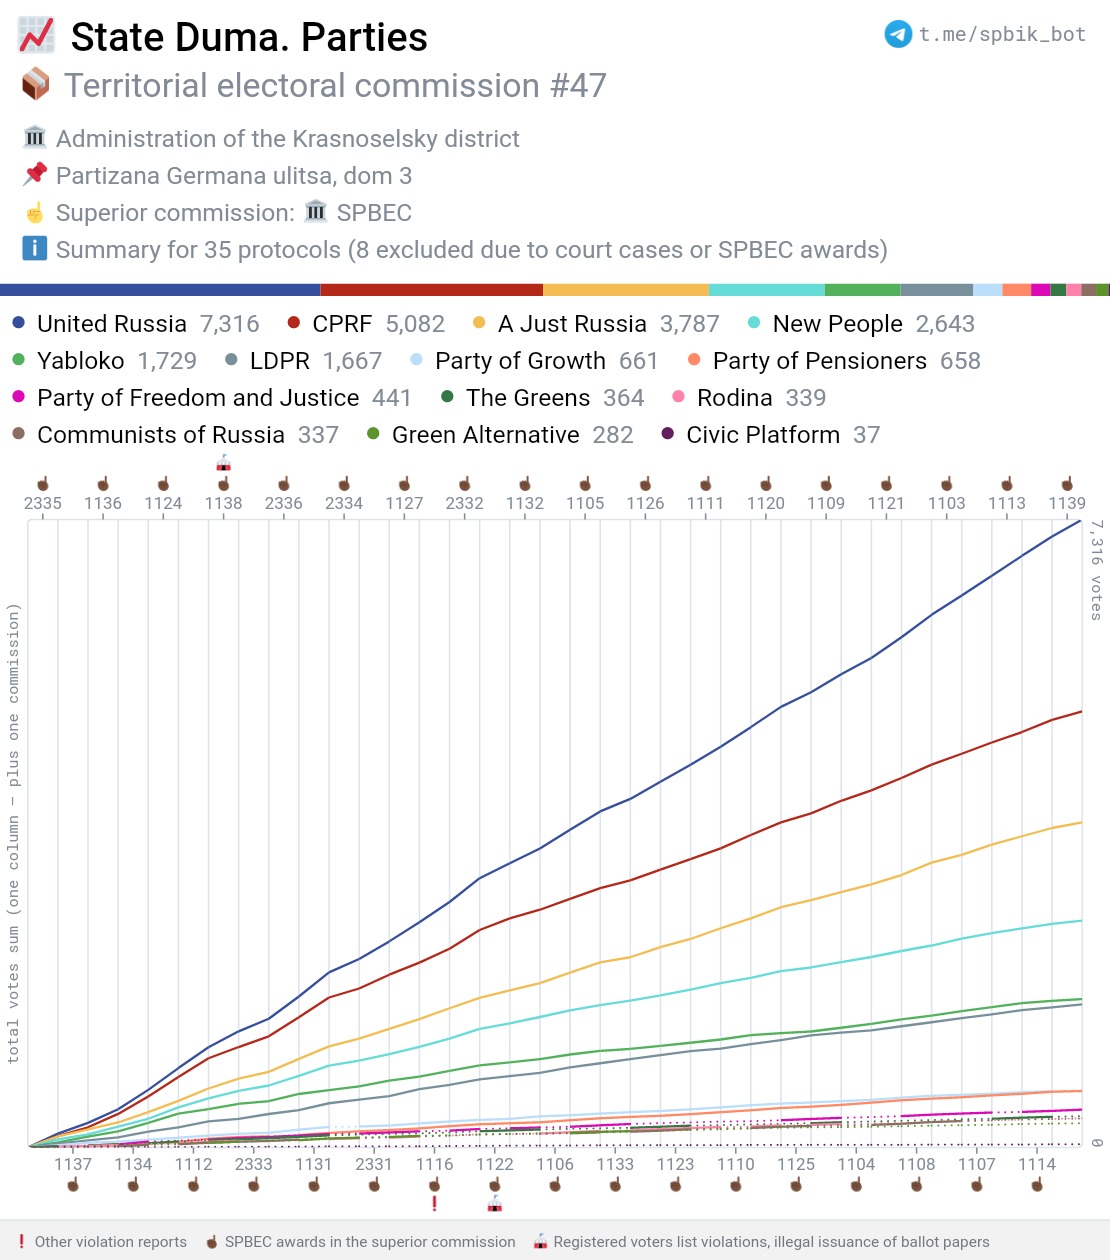 State Duma. Parties
t.me/spbik_bot
Territorial electoral commission #47
Administration of the Krasnoselsky district
Partizana Germana ulitsa, dom 3
Superior commission: SPBEC
Summary for 35 protocols (8 excluded due to court cases or SPBEC awards)
United Russia 7,316 CPRF 5,082 A Just Russia 3,787 New People 2,643
Yabloko 1,729 LDPR 1,667 Party of Growth 661 Party of Pensioners 658
Party of Freedom and Justice 441 The Greens 364 Rodina 339
Communists of Russia 337 Green Alternative 282 Civic Platform 37
2335 1136 1124 1138 2336 2334 1127 2332 1132 1105 1126 1111 1120 1109 1121 1103 1113 1139
7,316 votes
total votes sum (one column – plus one commission)
0
1137 1134 1112 2333 1131 2331 1116 1122 1106 1133 1123 1110 1125 1104 1108 1107 1114
Other violation reports SPBEC awards in the superior commission Registered voters list violations, illegal issuance of ballot papers